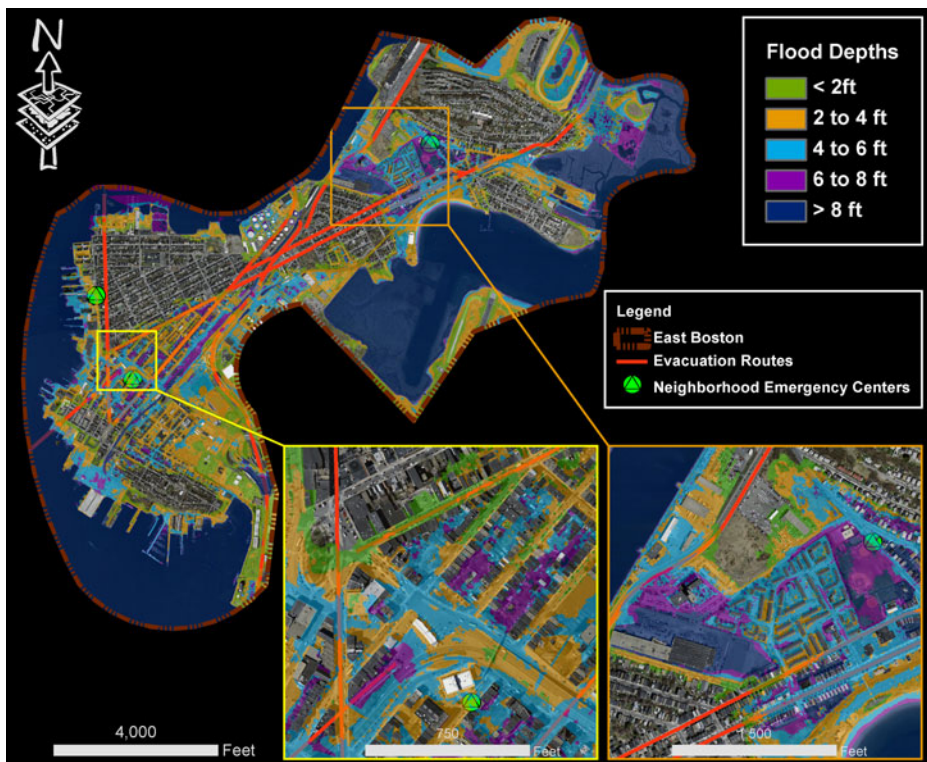 N
Flood Depths
< 2ft
2 to 4 ft
4 to 6 ft
6 to 8 ft
> 8 ft
Legend
East Boston
Evacuation Routes
Neighborhood Emergency Centers
4,000
Feet
750
Feet
1,500
Feet